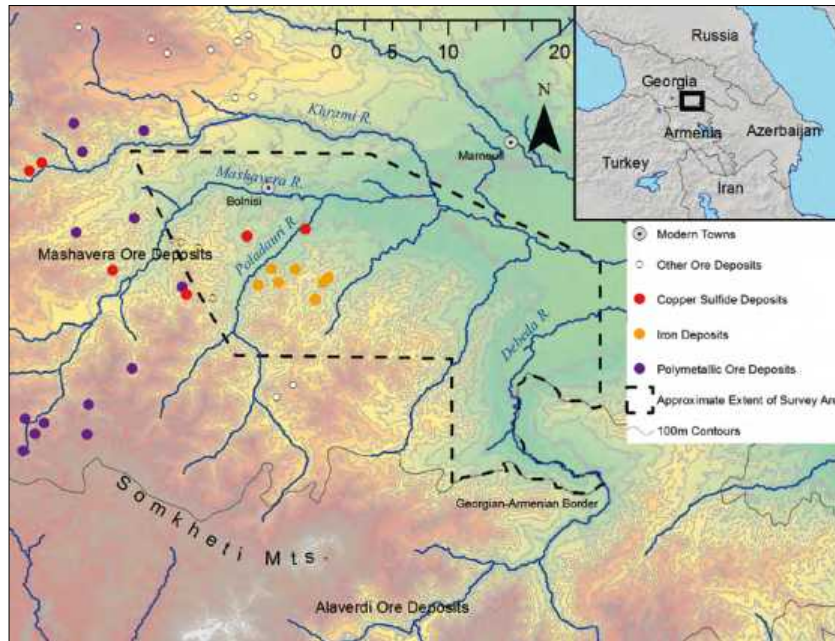 0 5 10 20
N
Russia
Georgia
Armenia
Azerbaijan
Turkey
Iran
Khrami R.
Marneuli
Mashavera R.
Bolnisi
Poladauri R.
Mashavera Ore Deposits
Debeda R.
Modern Towns
Other Ore Deposits
Copper Sulfide Deposits
Iron Deposits
Polymetallic Ore Deposits
Approximate Extent of Survey Are
100m Contours
Georgian-Armenian Border
Somkheti Mts.
Alaverdi Ore Deposits